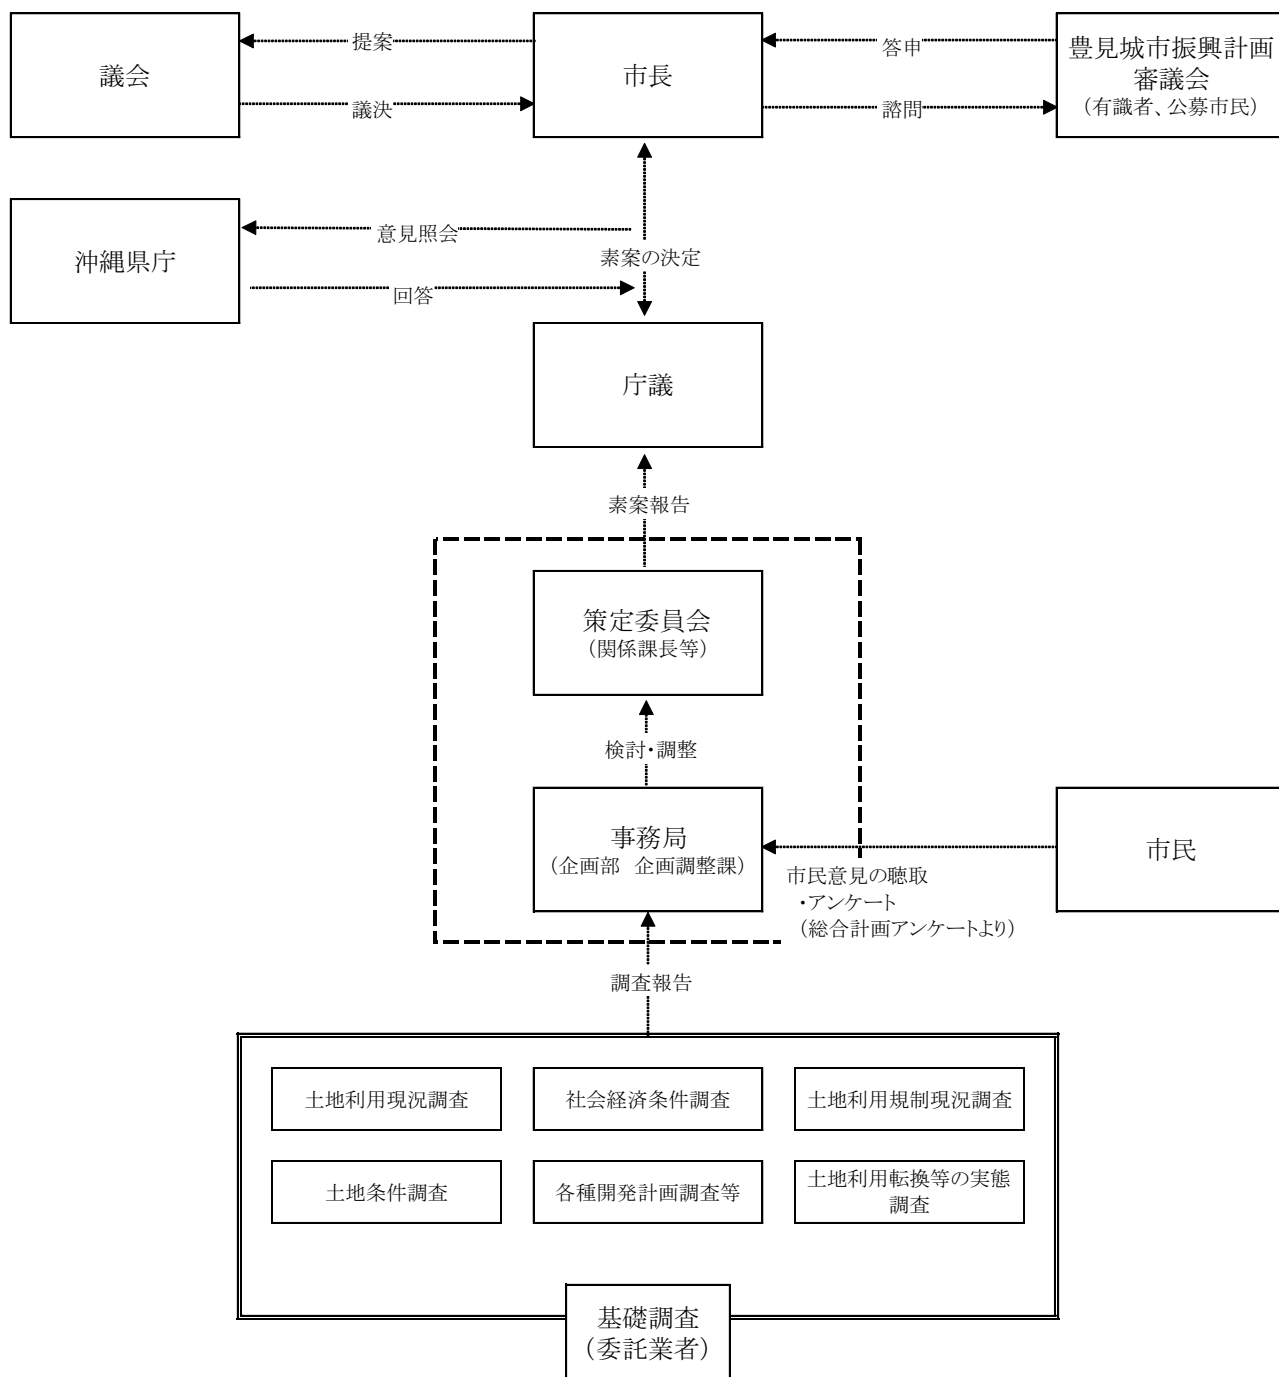 議会
提案
議決
市長
答申
諮問
豊見城市振興計画
審議会
（有識者、公募市民）
沖縄県庁
意見照会
回答
素案の決定
庁議
素案報告
策定委員会
（関係課長等）
検討・調整
事務局
（企画部　企画調整課）
市民
市民意見の聴取
・アンケート
（総合計画アンケートより）
調査報告
土地利用現況調査
社会経済条件調査
土地利用規制現況調査
土地条件調査
各種開発計画調査等
土地利用転換等の実態
調査
基礎調査
（委託業者）